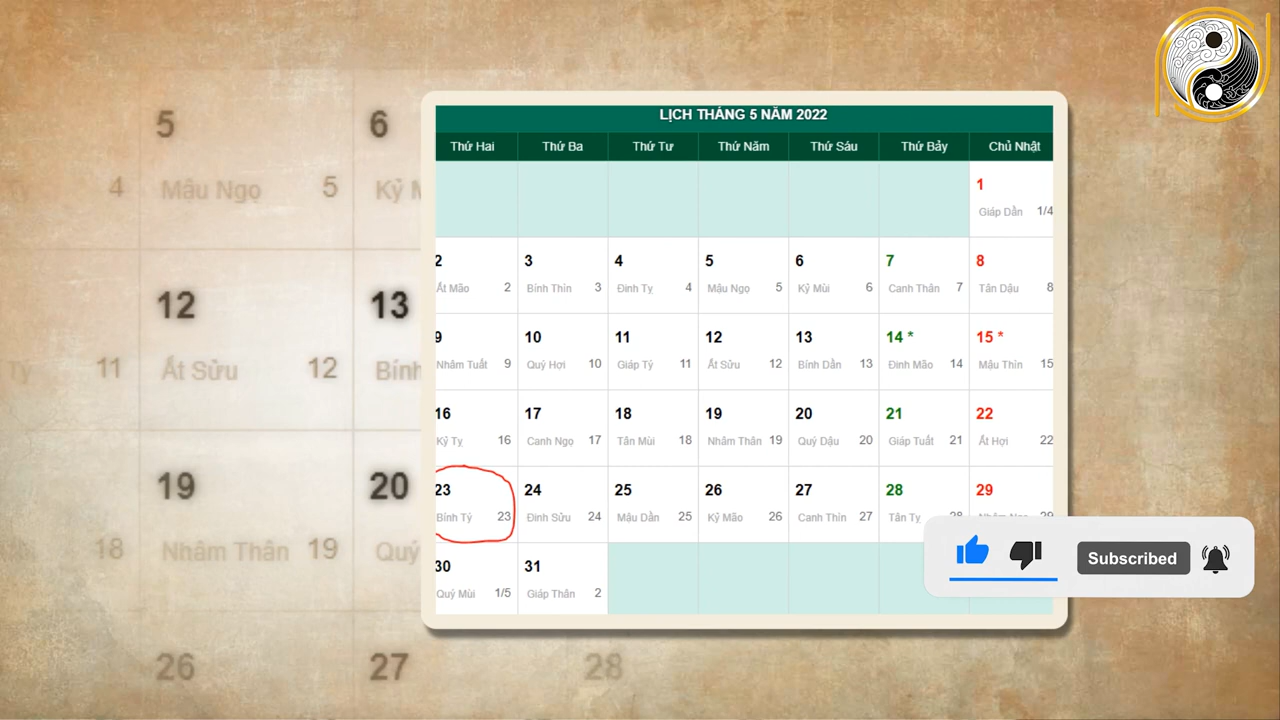 LỊCH THÁNG 5 NĂM 2022
Thứ Hai Thứ Ba Thứ Tư Thứ Năm Thứ Sáu Thứ Bảy Chủ Nhật
1
Giáp Dần 1/4
2 3 4 5 6 7 8
Ất Mão 2 Bính Thìn 3 Đinh Tỵ 4 Mậu Ngọ 5 Kỷ Mùi 6 Canh Thân 7 Tân Dậu 8
9 10 11 12 13 14 * 15 *
Nhâm Tuất 9 Quý Hợi 10 Giáp Tý 11 Ất Sửu 12 Bính Dần 13 Đinh Mão 14 Mậu Thìn 15
16 17 18 19 20 21 22
Kỷ Tỵ 16 Canh Ngọ 17 Tân Mùi 18 Nhâm Thân 19 Quý Dậu 20 Giáp Tuất 21 Ất Hợi 22
23 24 25 26 27 28 29
Bính Tý 23 Đinh Sửu 24 Mậu Dần 25 Kỷ Mão 26 Canh Thìn 27 Tân Tỵ 28
30 31
Quý Mùi 1/5 Giáp Thân 2
Subscribed
5 6
4 Mậu Ngọ 5 Kỷ
12 13
11 Ất Sửu 12 Bính
19 20
18 Nhâm Thân 19 Quý
26 27 28